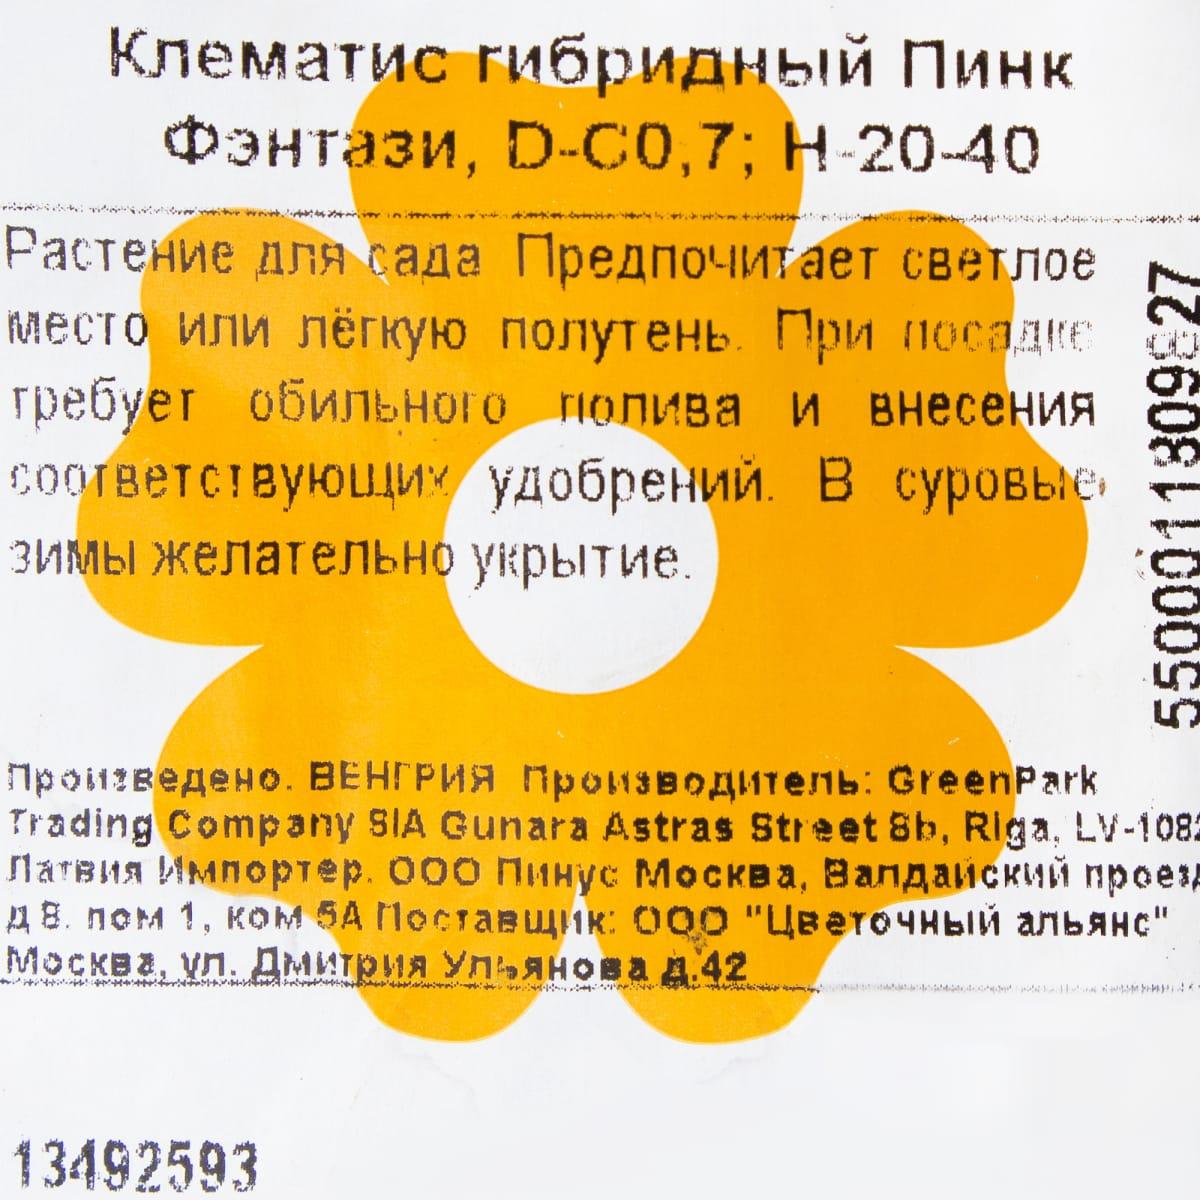 Клематис гибридный Пинк
Фэнтази, D-C0,7; H-20-40
Растение для сада Предпочитает светлое
место или лёгкую полутень. При посадке
требует обильного полива и внесения
соответствующих удобрений. В суровые
зимы желательно укрытие.
Произведено. ВЕНГРИЯ Производитель: GreenPark
Trading Company SIA Gunara Astras Street 8b, Riga, LV-1082
Латвия Импортер. ООО Пинус Москва, Валдайский проезд
д 8. пом 1, ком 5А Поставщик: ООО "Цветочный альянс"
Москва, ул. Дмитрия Ульянова д.42
13492593